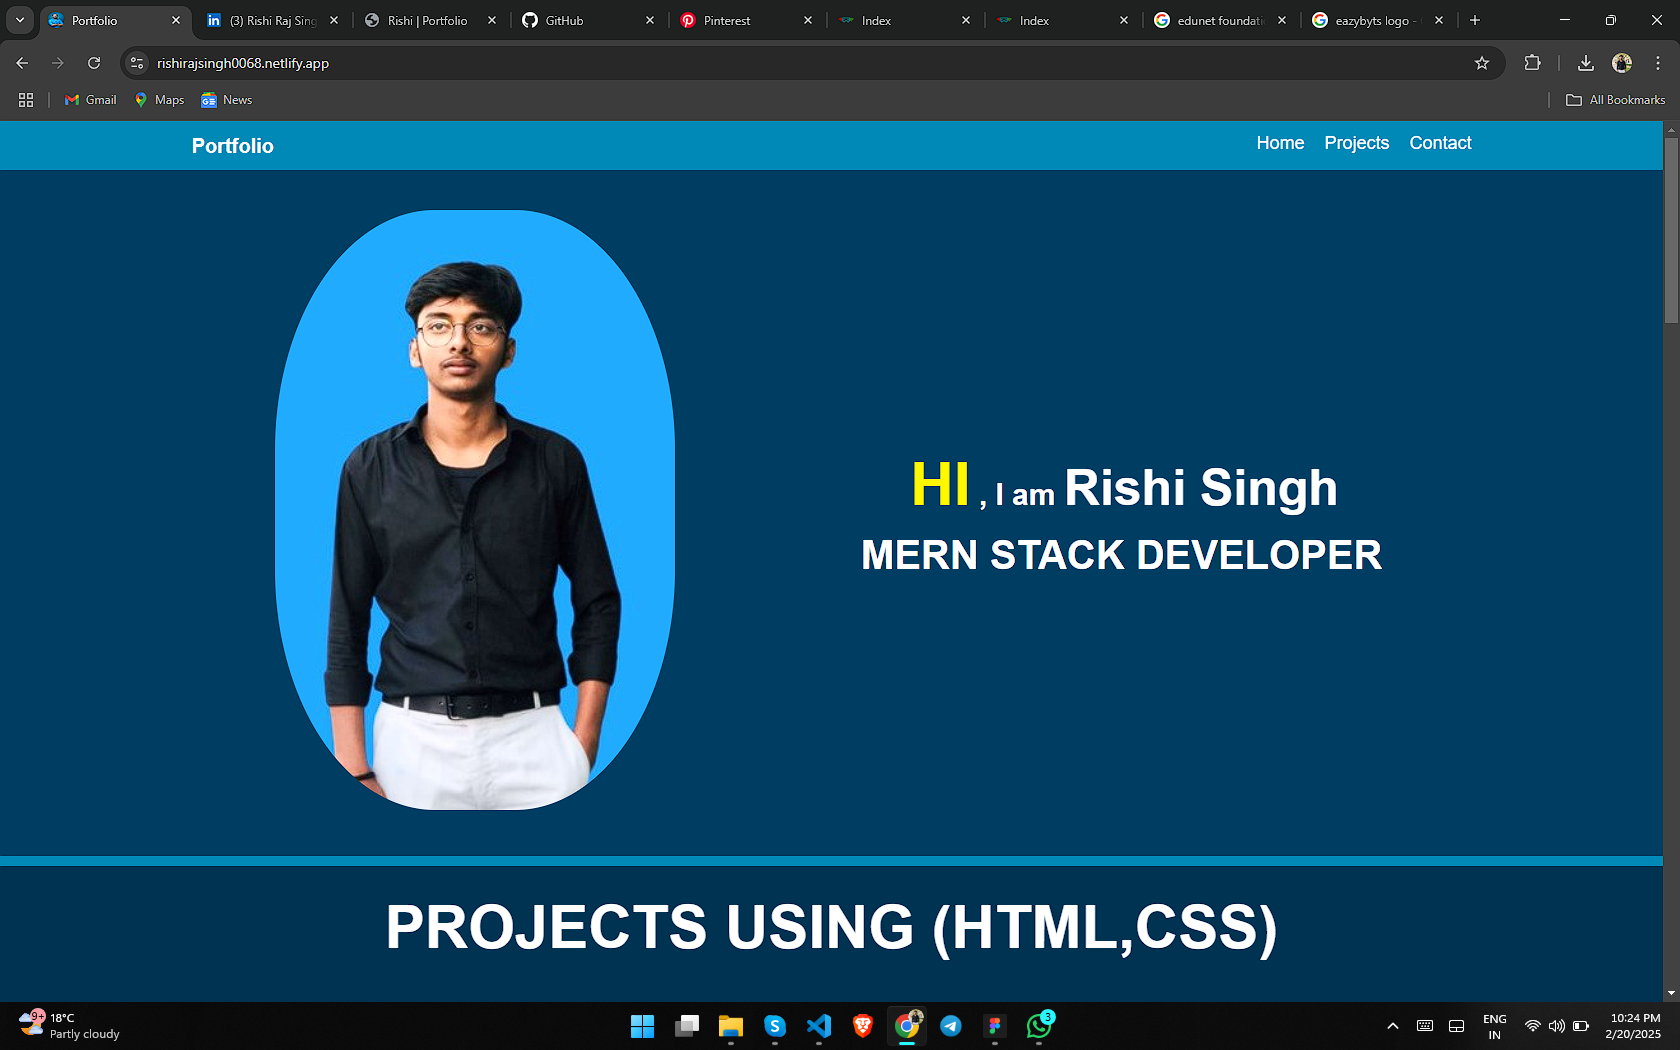 Portfolio
(3) Rishi Raj Sing
Rishi | Portfolio
GitHub
Pinterest
Index
Index
edunet foundati
eazybyts logo -
rishirajsingh0068.netlify.app
Gmail
Maps
News
All Bookmarks
Portfolio
Home
Projects
Contact
HI , I am Rishi Singh
MERN STACK DEVELOPER
PROJECTS USING (HTML,CSS)
9+
18°C
Partly cloudy
3
ENG
IN
10:24 PM
2/20/2025